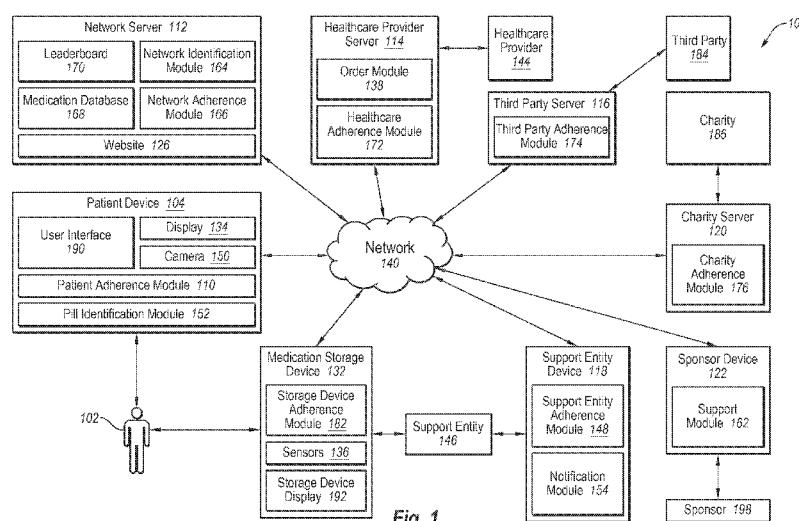 Network Server 112
Leaderboard
170
Network Identification
Module 164
Medication Database
168
Network Adherence
Module 166
Website 126
Healthcare Provider
Server 114
Order Module
138
Healthcare
Adherence Module
172
Healthcare
Provider
144
Third Party
184
Third Party Server 116
Third Party Adherence
Module 174
Charity
186
Patient Device 104
User Interface
190
Display 134
Camera 150
Patient Adherence Module 110
Pill Identification Module 152
Network
140
Charity Server
120
Charity
Adherence
Module 176
102
Medication Storage
Device 132
Storage Device
Adherence
Module 182
Sensors 136
Storage Device
Display 192
Support Entity
146
Support Entity
Device 118
Support Entity
Adherence
Module 148
Notification
Module 154
Sponsor Device
122
Support
Module 162
Sponsor 198
Fig. 1